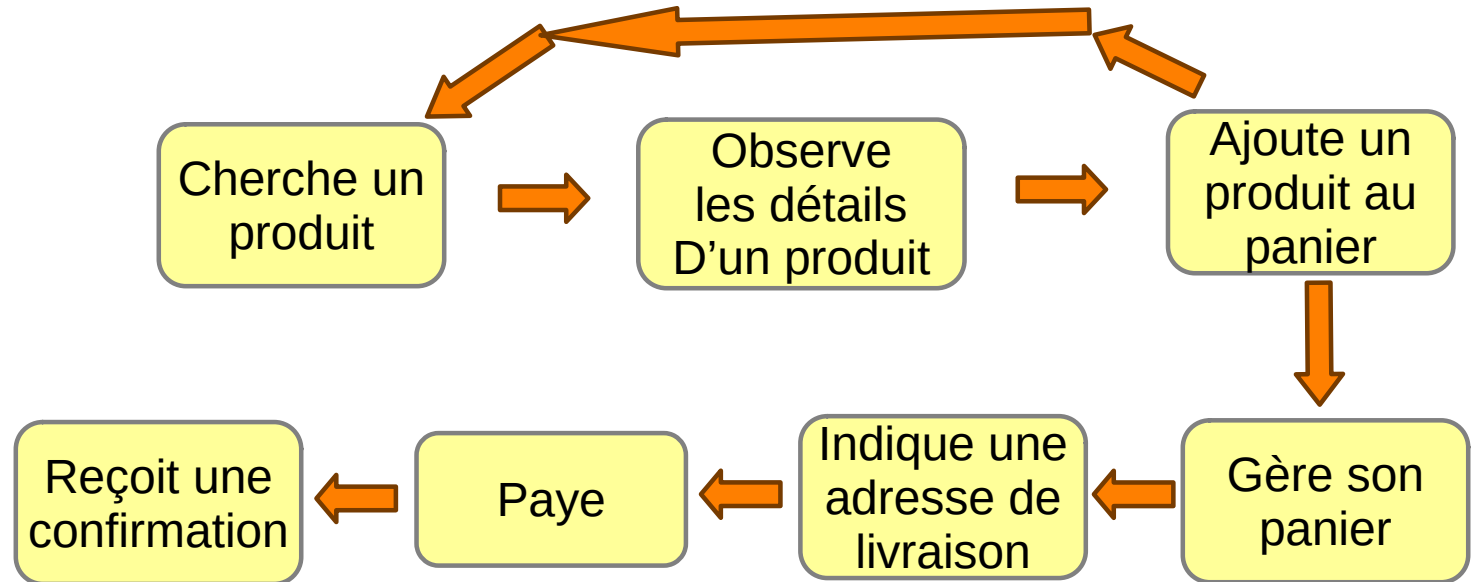 Cherche un
produit
Observe
les détails
D’un produit
Ajoute un
produit au
panier
Gère son
panier
Indique une
adresse de
livraison
Paye
Reçoit une
confirmation